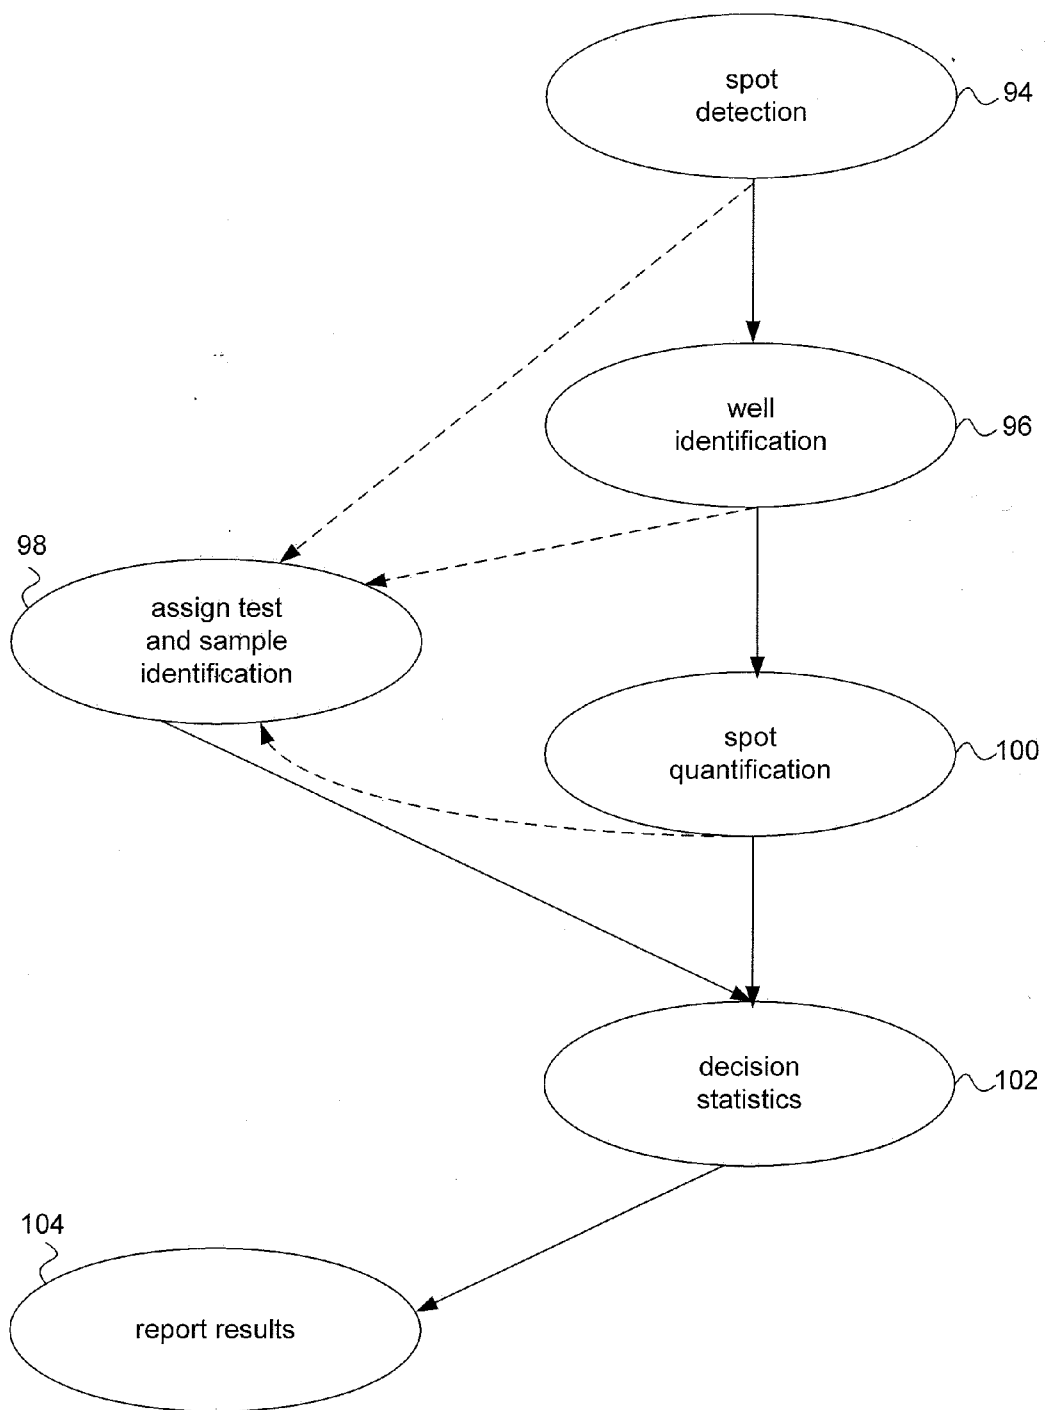 spot
detection
94
well
identification
96
98
assign test
and sample
identification
spot
quantification
100
decision
statistics
102
104
report results